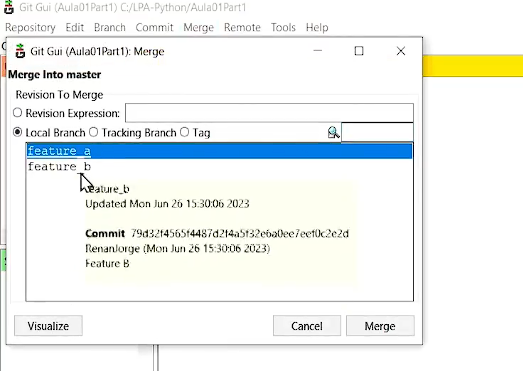 Git Gui (Aula01Part1) C:/LPA-Python/Aula01Part1
Repository Edit Branch Commit Merge Remote Tools Help
Git Gui (Aula01Part1): Merge
Merge Into master
Revision To Merge
Revision Expression:
Local Branch Tracking Branch Tag
feature_a
feature_b
feature_b
Updated Mon Jun 26 15:30:06 2023
Commit 79d32f4565f4487d2f4a5f32e6a0ee7eef0c2e2d
RenanJorge (Mon Jun 26 15:30:06 2023)
Feature B
Visualize Cancel Merge